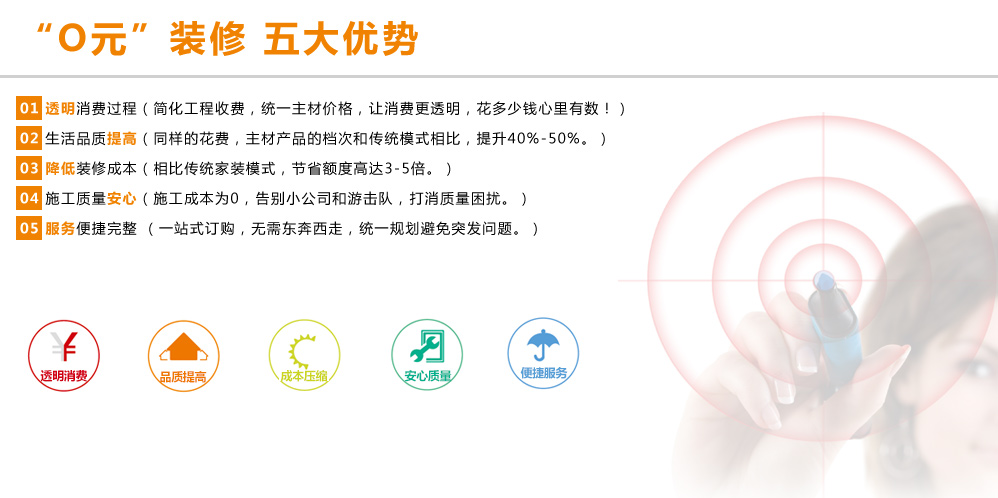 “O元”装修 五大优势
01 透明消费过程（简化工程收费，统一主材价格，让消费更透明，花多少钱心里有数！）
02 生活品质提高（同样的花费，主材产品的档次和传统模式相比，提升40%-50%。）
03 降低装修成本（相比传统家装模式，节省额度高达3-5倍。）
04 施工质量安心（施工成本为0，告别小公司和游击队，打消质量困扰。）
05 服务便捷完整 （一站式订购，无需东奔西走，统一规划避免突发问题。）
¥
透明消费 品质提高 成本压缩 安心质量 便捷服务